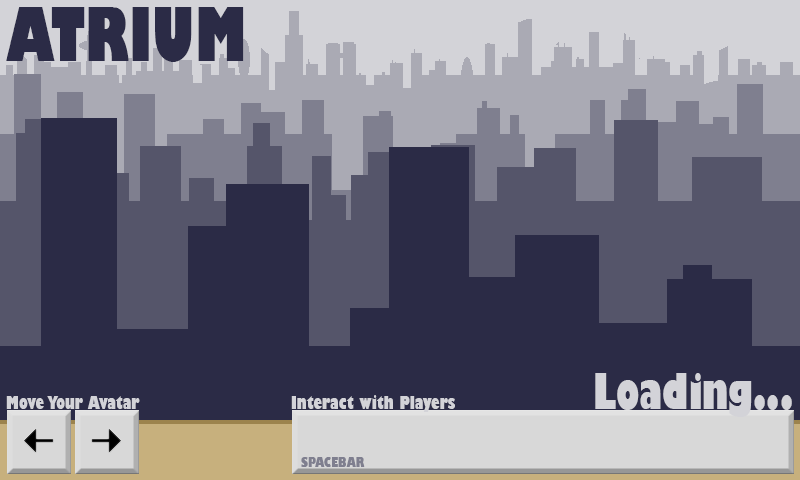 ATRIUM
Loading...
Move Your Avatar
Interact with Players
SPACEBAR